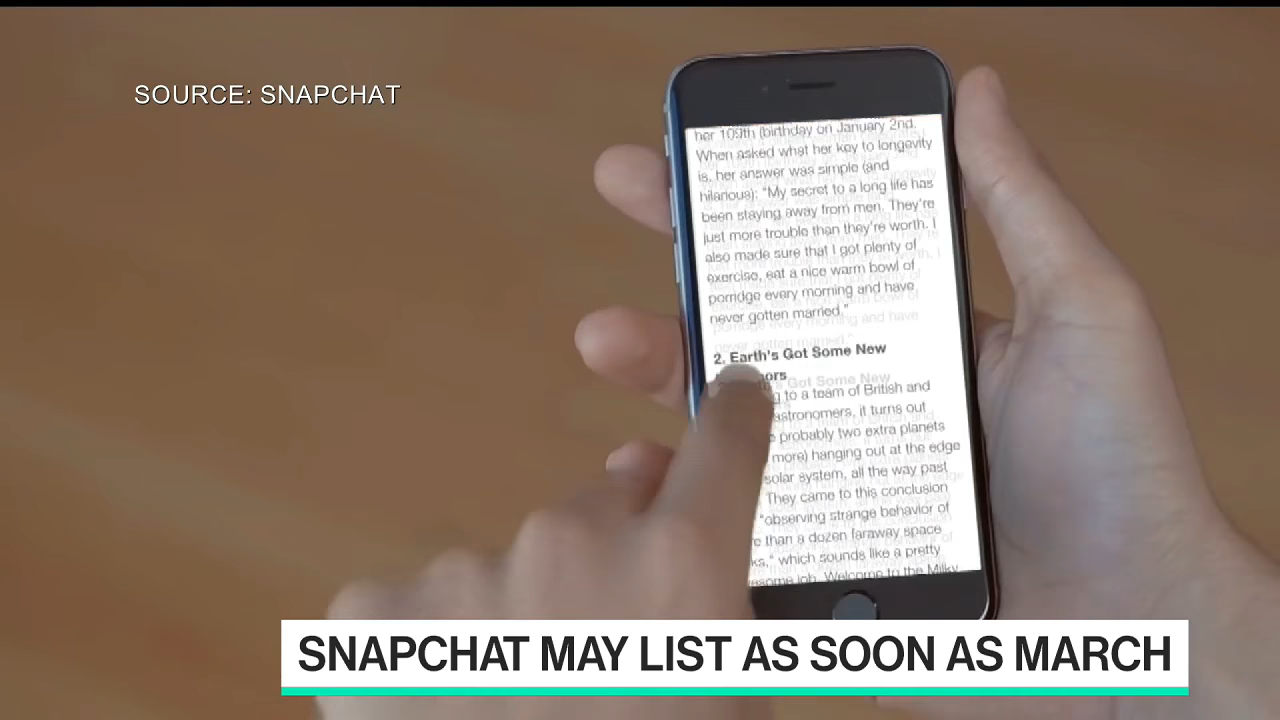 SOURCE: SNAPCHAT
her 109th (birthday on January 2nd.
When asked what her key to longevity
is, her answer was simple (and
hilarious): "My secret to a long life has
been staying away from men. They're
just more trouble than they're worth. I
also made sure that I got plenty of
exercise, eat a nice warm bowl of
porridge every morning and have
never gotten married."
2. Earth's Got Some New
to a team of British and
astronomers, it turns out
probably two extra planets
more) hanging out at the edge
solar system, all the way past
They came to this conclusion
"observing strange behavior of
than a dozen faraway space
which sounds like a pretty
job. Welcome to the Milky
SNAPCHAT MAY LIST AS SOON AS MARCH